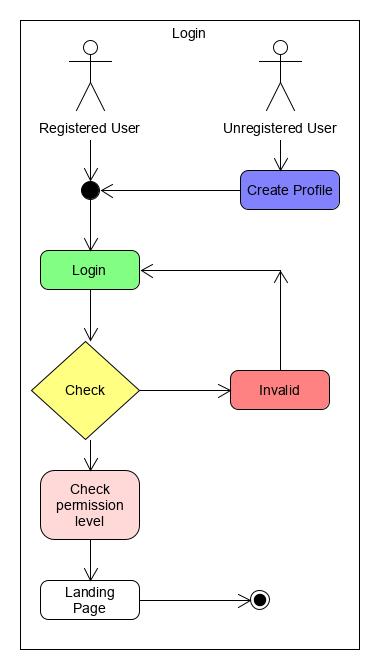 Login
Registered User
Unregistered User
Create Profile
Login
Check
Invalid
Check
permission
level
Landing
Page